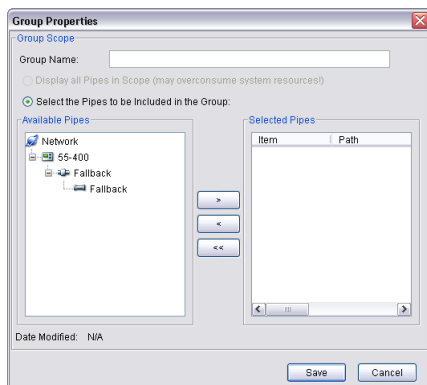 Group Properties
Group Scope
Group Name:
Display all Pipes in Scope (may overconsume system resources!)
Select the Pipes to be Included in the Group:
Available Pipes
Network
55-400
Fallback
Fallback
>
<
<<
Selected Pipes
Item Path
Date Modified: N/A
Save Cancel